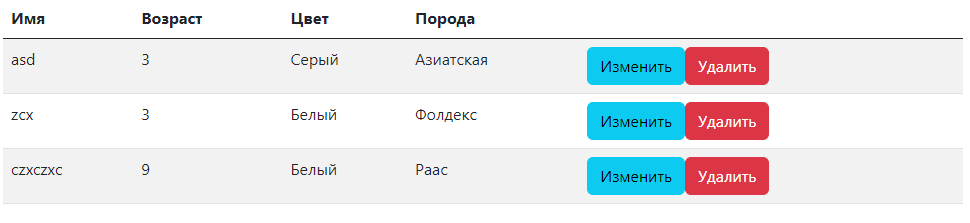 Имя Возраст Цвет Порода
asd 3 Серый Азиатская Изменить Удалить
zcx 3 Белый Фолдекс Изменить Удалить
czxczxc 9 Белый Раас Изменить Удалить